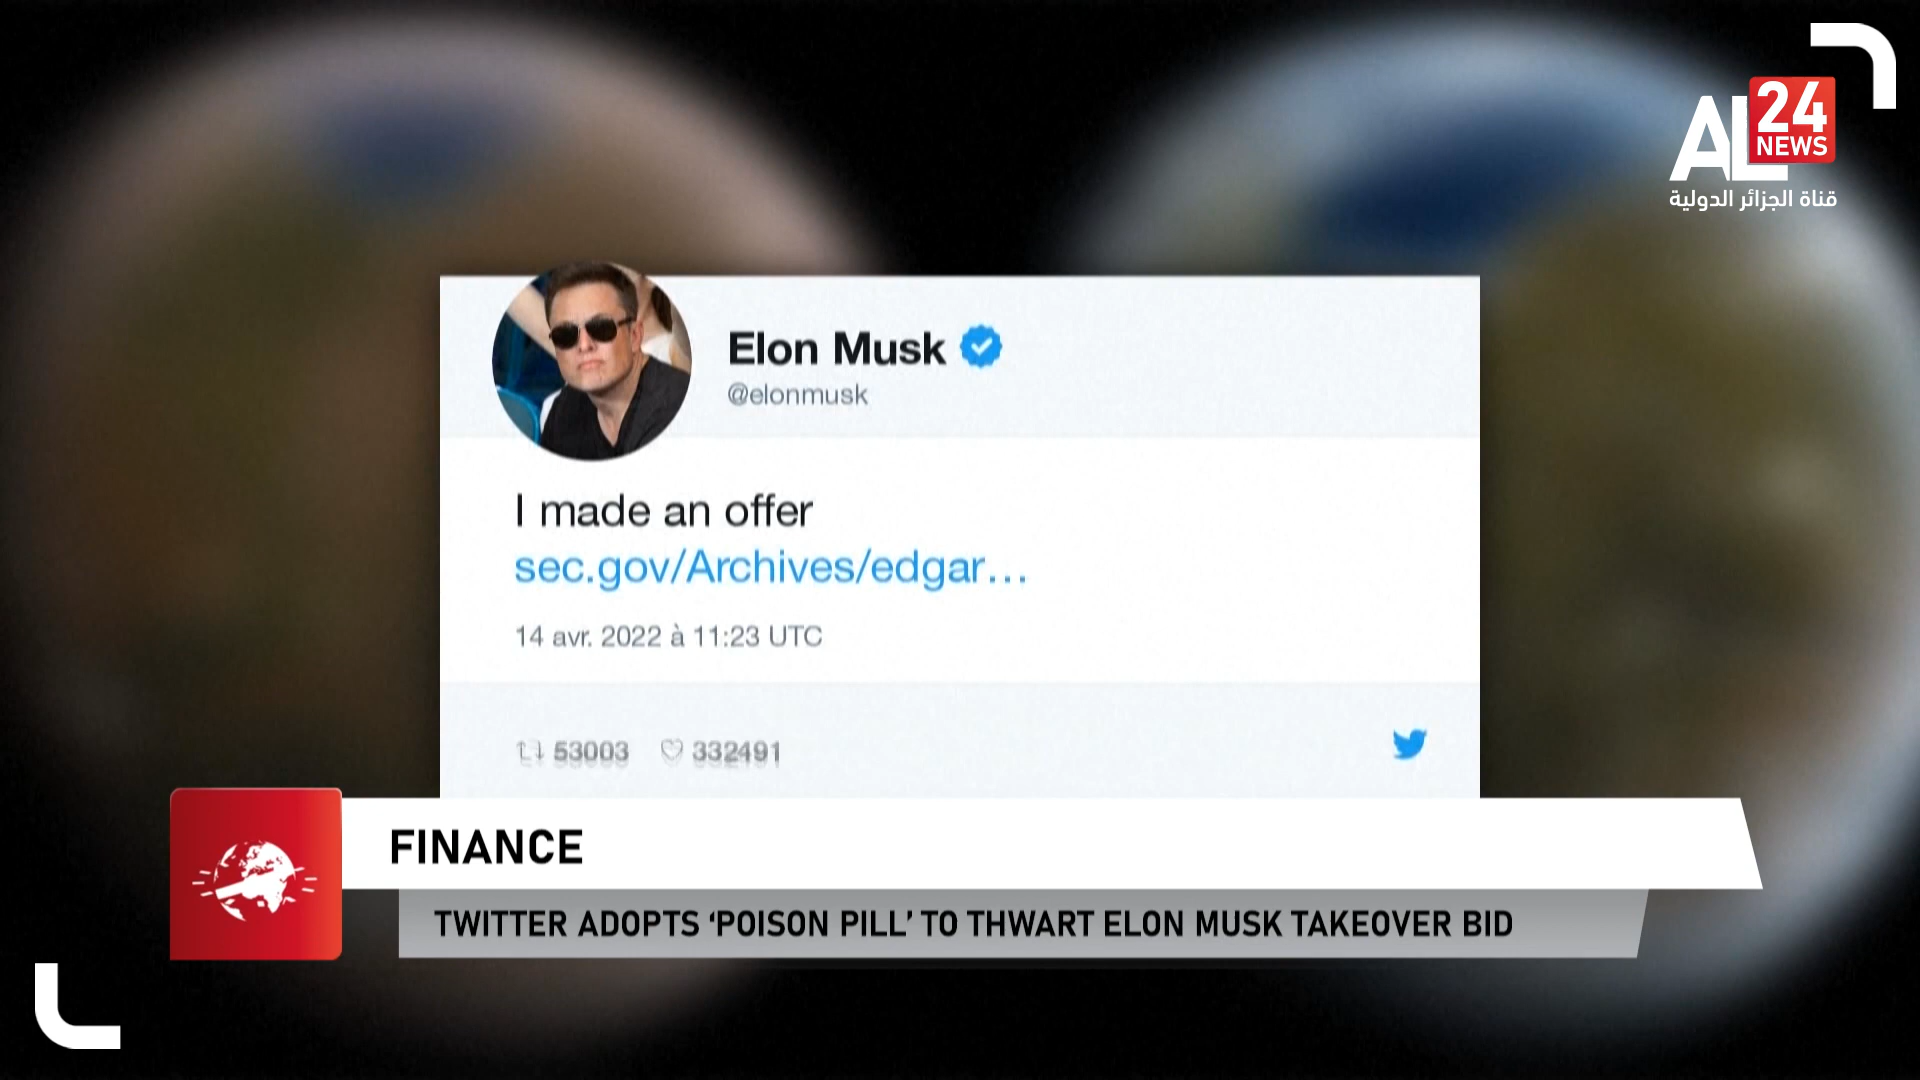 AL
24
NEWS
قناة الجزائر الدولية
Elon Musk
@elonmusk
I made an offer
sec.gov/Archives/edgar...
14 avr. 2022 à 11:23 UTC
53003 332491
FINANCE
TWITTER ADOPTS ‘POISON PILL’ TO THWART ELON MUSK TAKEOVER BID